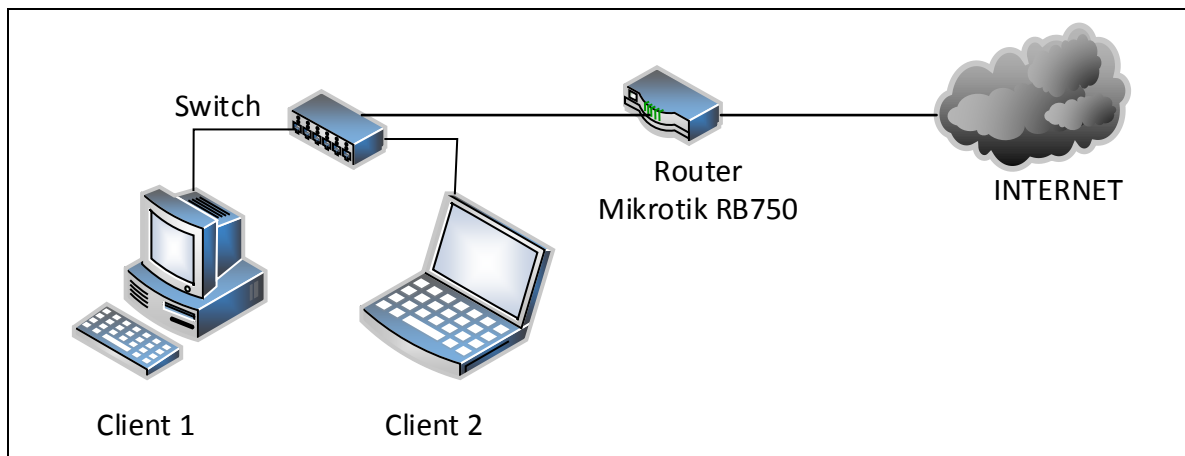 Switch
Router
Mikrotik RB750
INTERNET
Client 1
Client 2